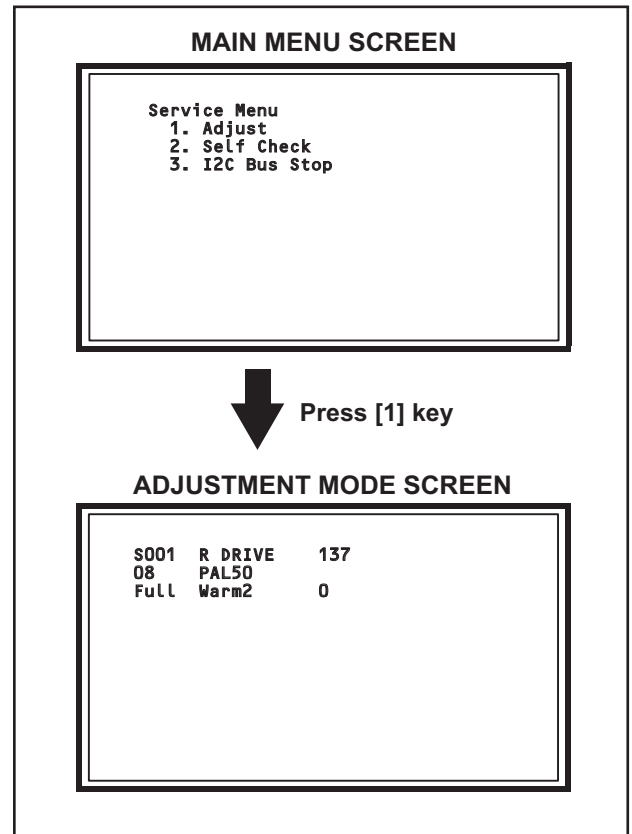 MAIN MENU SCREEN
Service Menu
1. Adjust
2. Self Check
3. I2C Bus Stop
Press [1] key
ADJUSTMENT MODE SCREEN
S001 R DRIVE 137
08 PAL50
Full Warm2 0